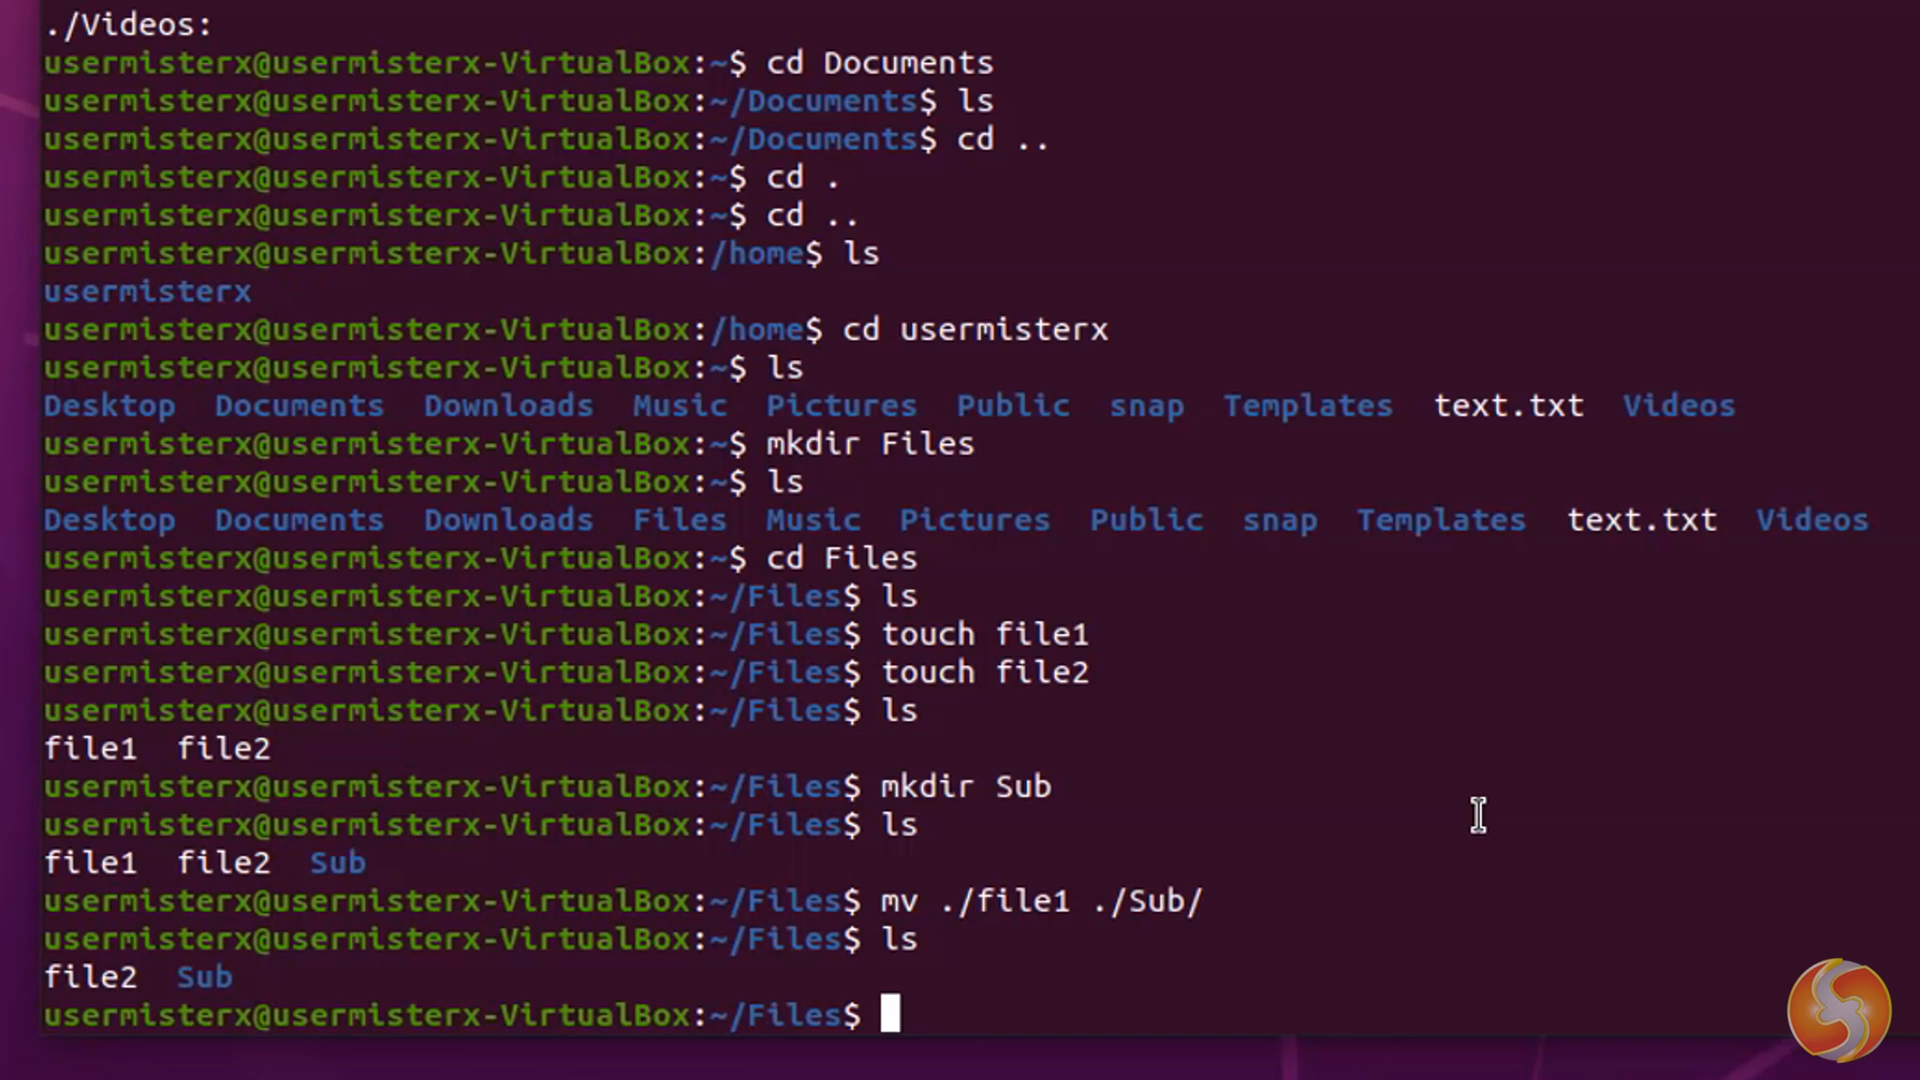 ./Videos:
usermisterx@usermisterx-VirtualBox:~$ cd Documents
usermisterx@usermisterx-VirtualBox:~/Documents$ ls
usermisterx@usermisterx-VirtualBox:~/Documents$ cd ..
usermisterx@usermisterx-VirtualBox:~$ cd .
usermisterx@usermisterx-VirtualBox:~$ cd ..
usermisterx@usermisterx-VirtualBox:/home$ ls
usermisterx
usermisterx@usermisterx-VirtualBox:/home$ cd usermisterx
usermisterx@usermisterx-VirtualBox:~$ ls
Desktop  Documents  Downloads  Music  Pictures  Public  snap  Templates  text.txt  Videos
usermisterx@usermisterx-VirtualBox:~$ mkdir Files
usermisterx@usermisterx-VirtualBox:~$ ls
Desktop  Documents  Downloads  Files  Music  Pictures  Public  snap  Templates  text.txt  Videos
usermisterx@usermisterx-VirtualBox:~$ cd Files
usermisterx@usermisterx-VirtualBox:~/Files$ ls
usermisterx@usermisterx-VirtualBox:~/Files$ touch file1
usermisterx@usermisterx-VirtualBox:~/Files$ touch file2
usermisterx@usermisterx-VirtualBox:~/Files$ ls
file1  file2
usermisterx@usermisterx-VirtualBox:~/Files$ mkdir Sub
usermisterx@usermisterx-VirtualBox:~/Files$ ls
file1  file2  Sub
usermisterx@usermisterx-VirtualBox:~/Files$ mv ./file1 ./Sub/
usermisterx@usermisterx-VirtualBox:~/Files$ ls
file2  Sub
usermisterx@usermisterx-VirtualBox:~/Files$